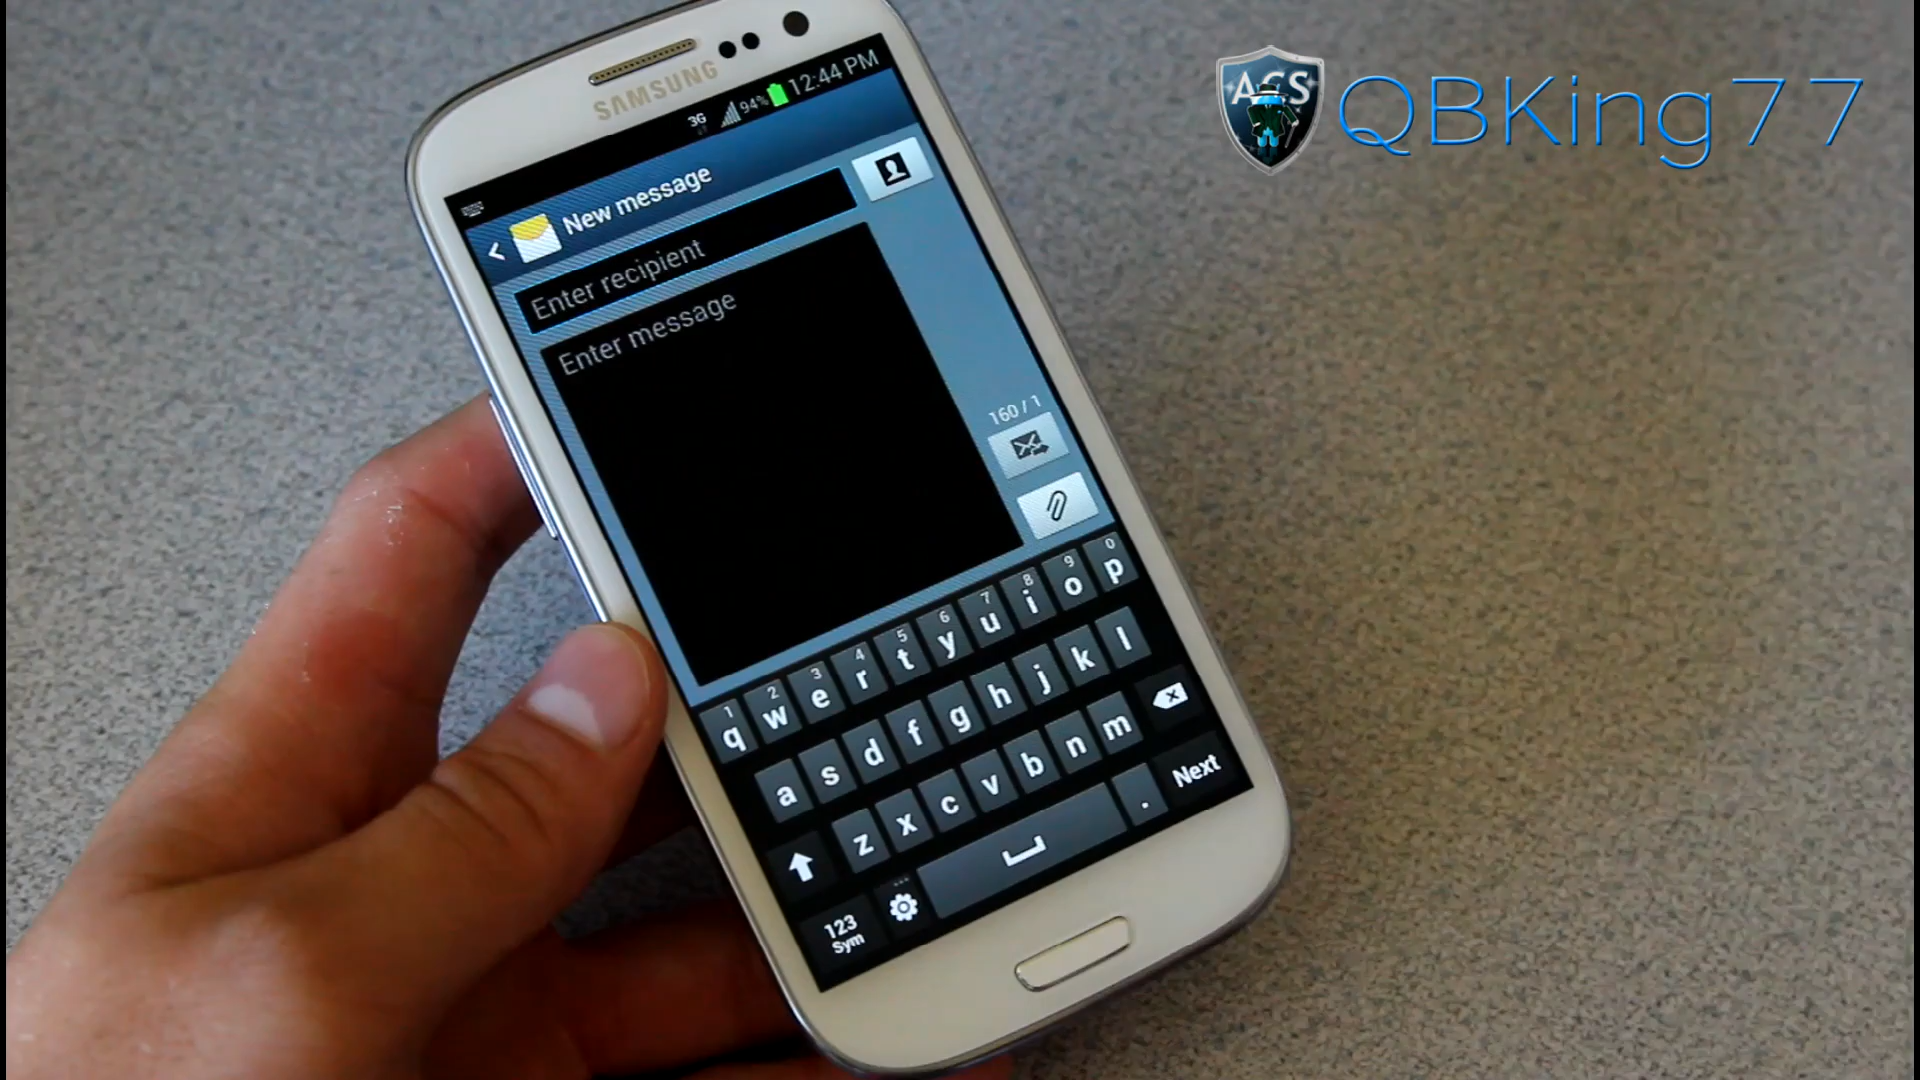 ACS
QBKing77
SAMSUNG
3G 94% 12:44 PM
New message
Enter recipient
Enter message
160 / 1
1 2 3 4 5 6 7 8 9 0
q w e r t y u i o p
a s d f g h j k l
z x c v b n m
123
Sym
. Next